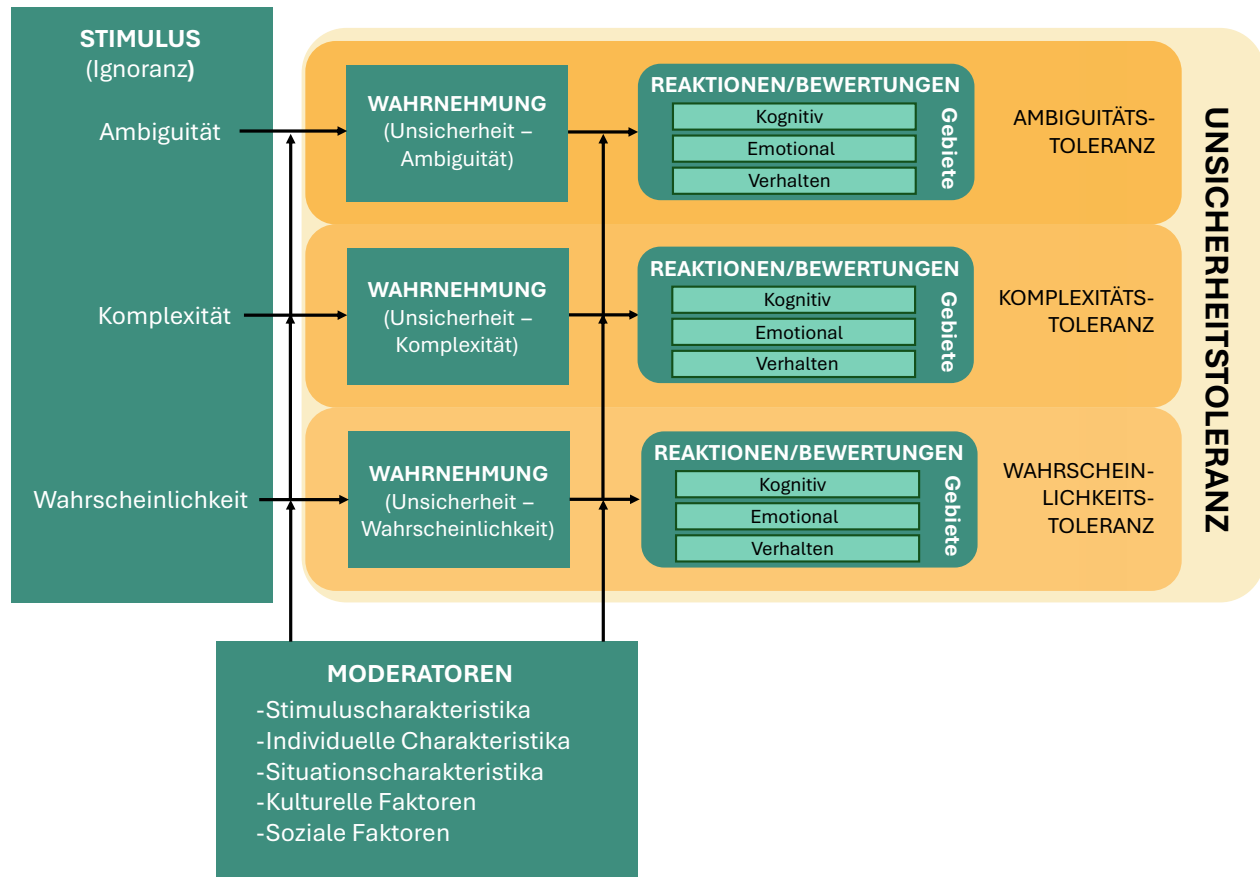 STIMULUS
(Ignoranz)
Ambiguität
Komplexität
Wahrscheinlichkeit
WAHRNEHMUNG
(Unsicherheit –
Ambiguität)
REAKTIONEN/BEWERTUNGEN
Kognitiv
Emotional
Verhalten
Gebiete
AMBIGUITÄTS-
TOLERANZ
WAHRNEHMUNG
(Unsicherheit –
Komplexität)
REAKTIONEN/BEWERTUNGEN
Kognitiv
Emotional
Verhalten
Gebiete
KOMPLEXITÄTS-
TOLERANZ
WAHRNEHMUNG
(Unsicherheit –
Wahrscheinlichkeit)
REAKTIONEN/BEWERTUNGEN
Kognitiv
Emotional
Verhalten
Gebiete
WAHRSCHEIN-
LICHKEITS-
TOLERANZ
UNSICHERHEITSTOLERANZ
MODERATOREN
-Stimuluscharakteristika
-Individuelle Charakteristika
-Situationscharakteristika
-Kulturelle Faktoren
-Soziale Faktoren